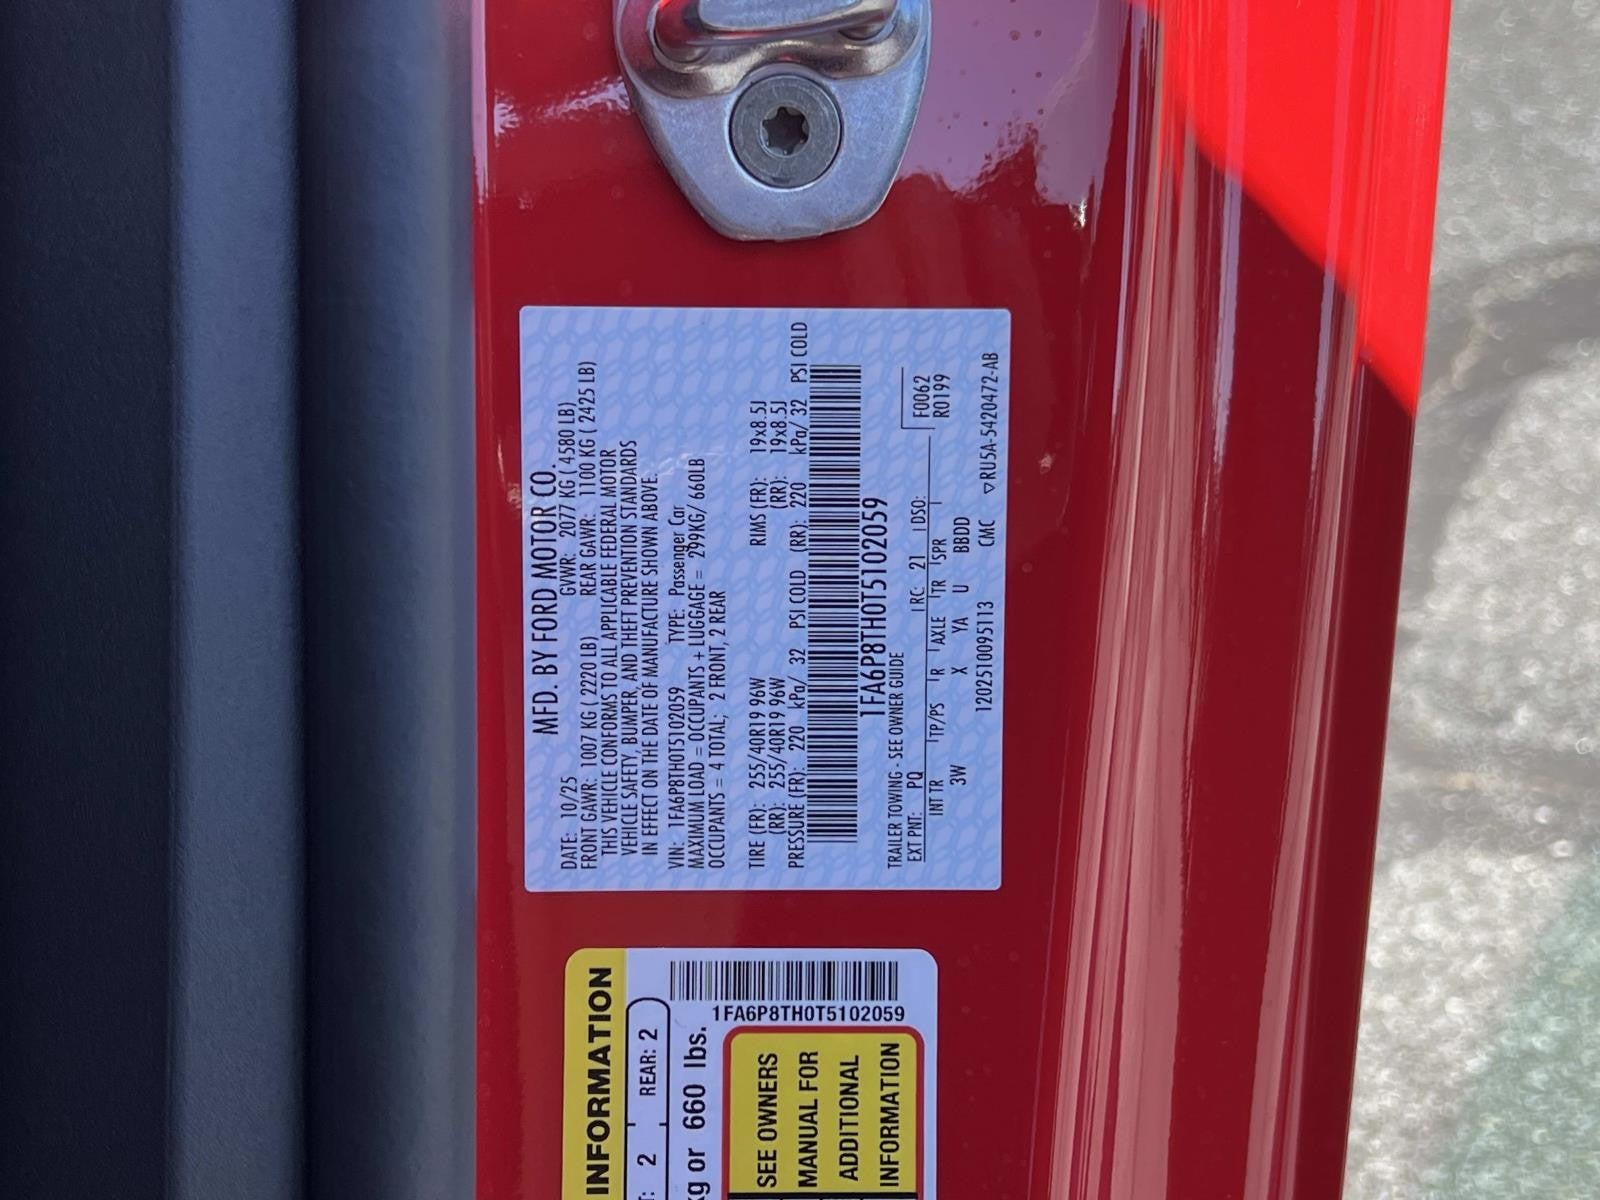 MFD. BY FORD MOTOR CO.
DATE: 10/25 GVWR: 2077 KG ( 4580 LB)
FRONT GAWR: 1007 KG ( 2220 LB) REAR GAWR: 1100 KG ( 2425 LB)
THIS VEHICLE CONFORMS TO ALL APPLICABLE FEDERAL MOTOR
VEHICLE SAFETY, BUMPER, AND THEFT PREVENTION STANDARDS
IN EFFECT ON THE DATE OF MANUFACTURE SHOWN ABOVE.
VIN: 1FA6P8TH0T5102059 TYPE: Passenger Car
MAXIMUM LOAD = OCCUPANTS + LUGGAGE = 299KG/ 660LB
OCCUPANTS = 4 TOTAL; 2 FRONT, 2 REAR
TIRE (FR): 255/40R19 96W RIMS (FR): 19x8.5J
(RR): 255/40R19 96W (RR): 19x8.5J
PRESSURE (FR): 220 kPa/ 32 PSI COLD (RR): 220 kPa/ 32 PSI COLD
1FA6P8TH0T5102059
TRAILER TOWING - SEE OWNER GUIDE
F0062
EXT PNT: PQ RC: 21 DSO: R0199
INT TR TP/PS R AXLE TR SPR
3W X YA U BBDD
1202510095113 CMC ▽RU5A-5420472-AB
INFORMATION
T: 2 REAR: 2
kg or 660 lbs.
1FA6P8TH0T5102059
SEE OWNERS
MANUAL FOR
ADDITIONAL
INFORMATION